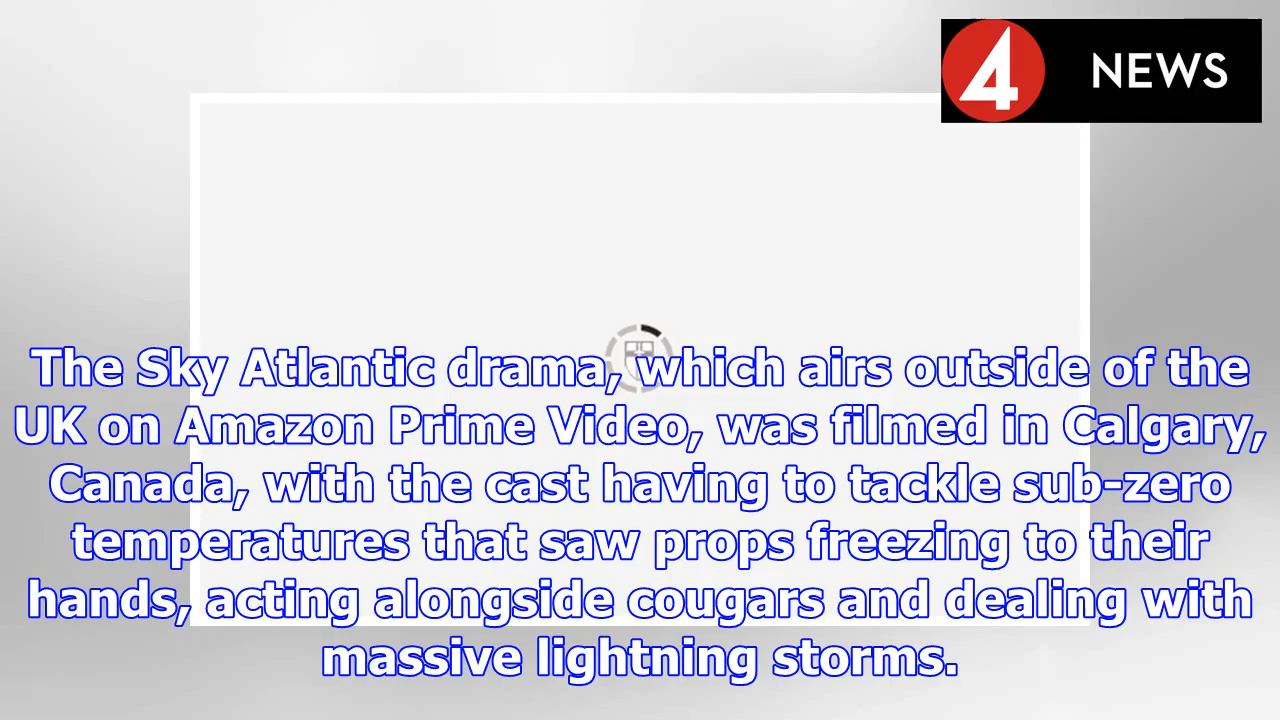 4 NEWS
The Sky Atlantic drama, which airs outside of the
UK on Amazon Prime Video, was filmed in Calgary,
Canada, with the cast having to tackle sub-zero
temperatures that saw props freezing to their
hands, acting alongside cougars and dealing with
massive lightning storms.